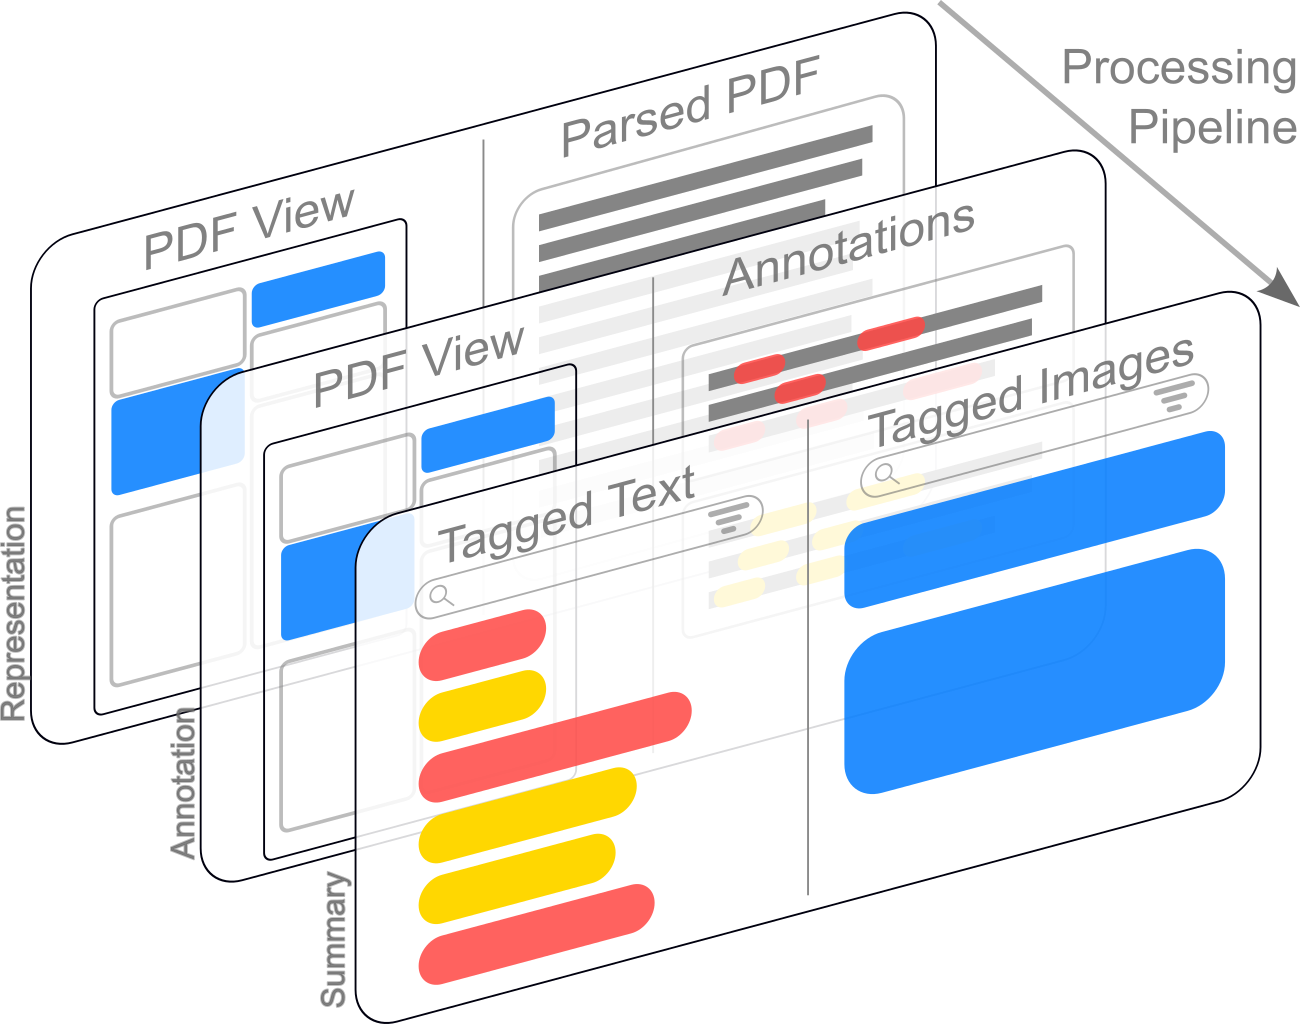 Processing
Pipeline
Parsed PDF
PDF View
Annotations
PDF View
Tagged Images
Tagged Text
Representation
Annotation
Summary